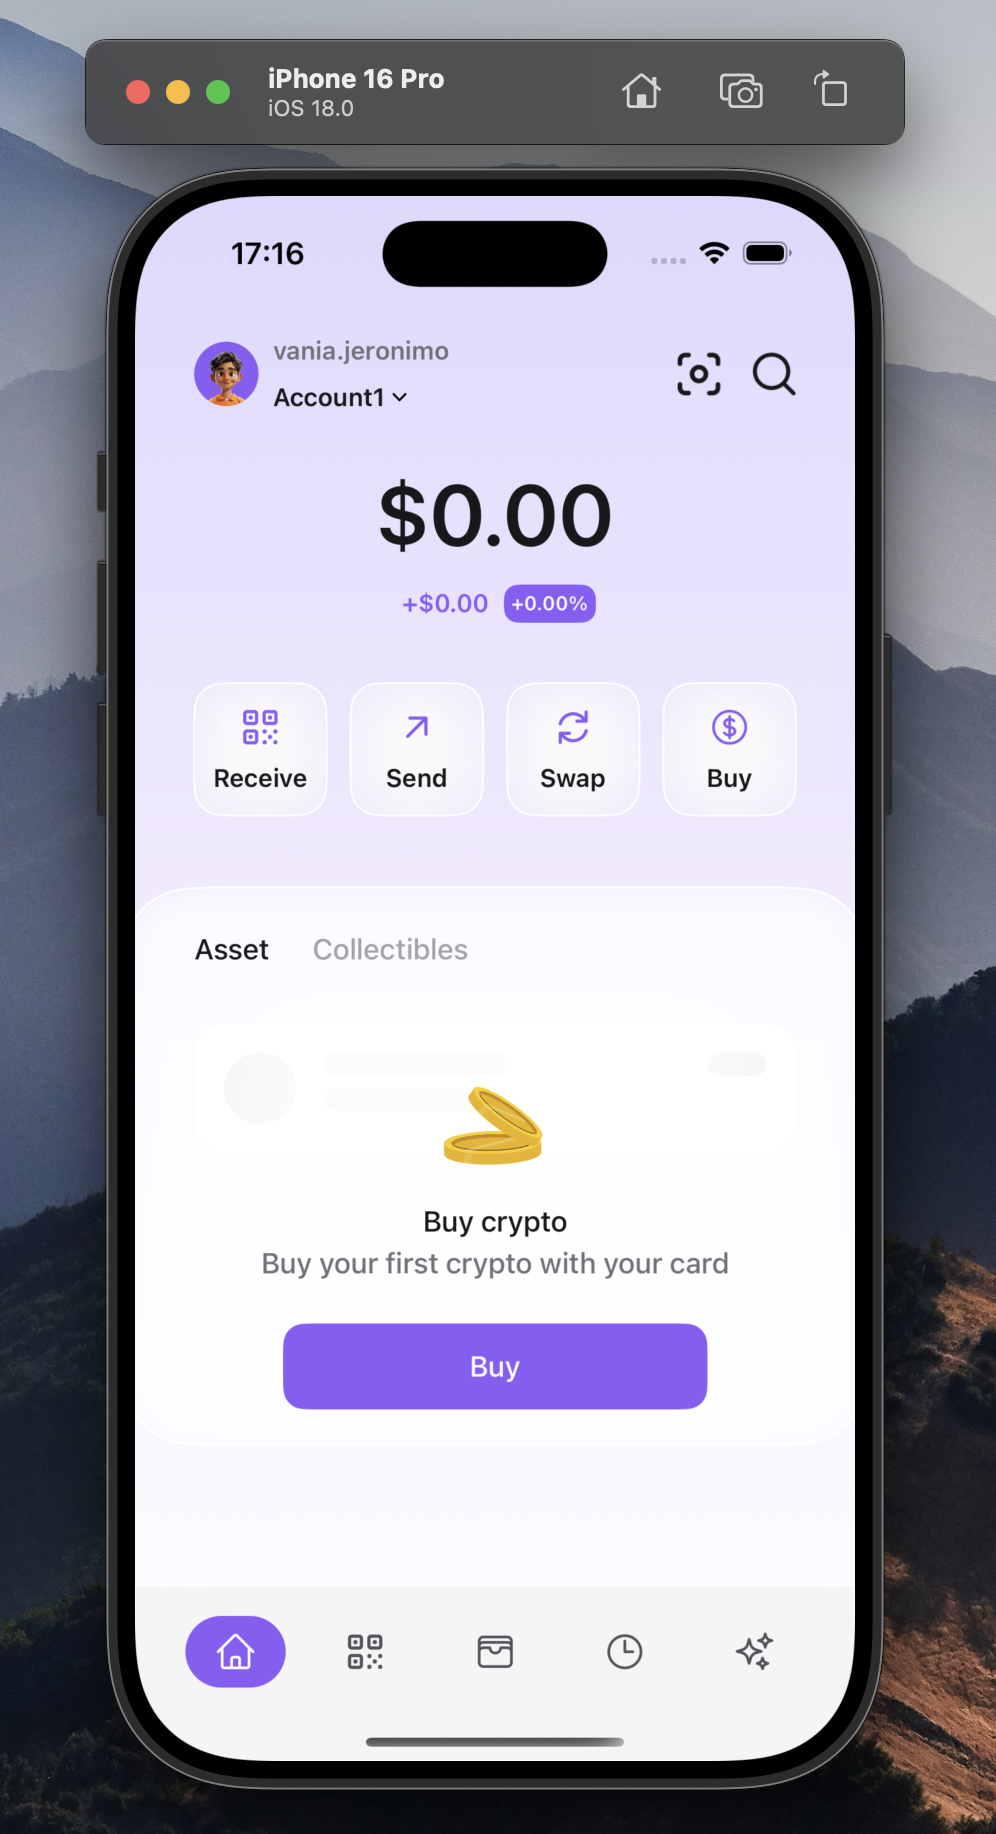 iPhone 16 Pro
iOS 18.0
17:16
vania.jeronimo
Account1
$0.00
+$0.00 +0.00%
Receive Send Swap Buy
Asset Collectibles
Buy crypto
Buy your first crypto with your card
Buy